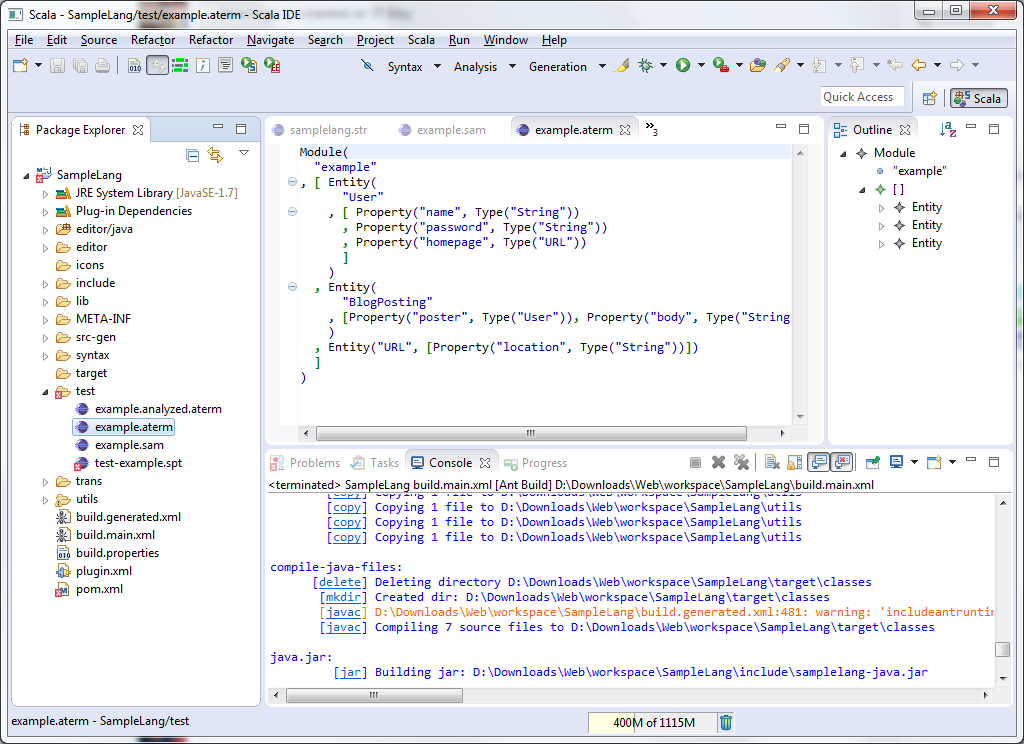 Scala - SampleLang/test/example.aterm - Scala IDE
File Edit Source Refactor Refactor Navigate Search Project Scala Run Window Help
Syntax Analysis Generation
Quick Access Scala
Package Explorer
SampleLang
JRE System Library [JavaSE-1.7]
Plug-in Dependencies
editor/java
editor
icons
include
lib
META-INF
src-gen
syntax
target
test
example.analyzed.aterm
example.aterm
example.sam
test-example.spt
trans
utils
build.generated.xml
build.main.xml
build.properties
plugin.xml
pom.xml
samplelang.str example.sam example.aterm »3
Module(
"example"
, [ Entity(
"User"
, [ Property("name", Type("String"))
, Property("password", Type("String"))
, Property("homepage", Type("URL"))
]
)
, Entity(
"BlogPosting"
, [Property("poster", Type("User")), Property("body", Type("String
)
, Entity("URL", [Property("location", Type("String"))])
]
)
Outline
Module
"example"
[]
Entity
Entity
Entity
Problems Tasks Console Progress
<terminated> SampleLang build.main.xml [Ant Build] D:\Downloads\Web\workspace\SampleLang\build.main.xml
[copy] Copying 1 file to D:\Downloads\Web\workspace\SampleLang\utils
[copy] Copying 1 file to D:\Downloads\Web\workspace\SampleLang\utils
[copy] Copying 1 file to D:\Downloads\Web\workspace\SampleLang\utils
[copy] Copying 1 file to D:\Downloads\Web\workspace\SampleLang\utils
compile-java-files:
[delete] Deleting directory D:\Downloads\Web\workspace\SampleLang\target\classes
[mkdir] Created dir: D:\Downloads\Web\workspace\SampleLang\target\classes
[javac] D:\Downloads\Web\workspace\SampleLang\build.generated.xml:481: warning: 'includeantruntim
[javac] Compiling 7 source files to D:\Downloads\Web\workspace\SampleLang\target\classes
java.jar:
[jar] Building jar: D:\Downloads\Web\workspace\SampleLang\include\samplelang-java.jar
example.aterm - SampleLang/test
400M of 1115M